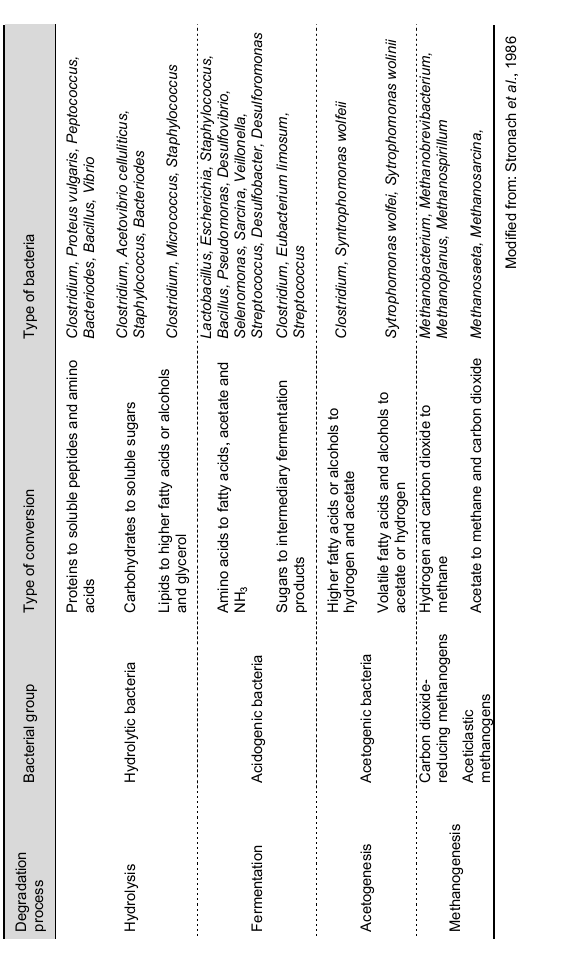 Degradation
process
Bacterial group
Type of conversion
Type of bacteria
Hydrolysis
Hydrolytic bacteria
Proteins to soluble peptides and amino
acids
Clostridium, Proteus vulgaris, Peptococcus,
Bacteriodes, Bacillus, Vibrio
Carbohydrates to soluble sugars
Clostridium, Acetovibrio celluliticus,
Staphylococcus, Bacteriodes
Lipids to higher fatty acids or alcohols
and glycerol
Clostridium, Micrococcus, Staphylococcus
Fermentation
Acidogenic bacteria
Amino acids to fatty acids, acetate and
NH₃
Lactobacillus, Escherichia, Staphylococcus,
Bacillus, Pseudomonas, Desulfovibrio,
Selenomonas, Sarcina, Veillonella,
Streptococcus, Desulfobacter, Desulforomonas
Sugars to intermediary fermentation
products
Clostridium, Eubacterium limosum,
Streptococcus
Acetogenesis
Acetogenic bacteria
Higher fatty acids or alcohols to
hydrogen and acetate
Clostridium, Syntrophomonas wolfeii
Volatile fatty acids and alcohols to
acetate or hydrogen
Sytrophomonas wolfei, Sytrophomonas wolinii
Methanogenesis
Carbon dioxide-
reducing methanogens
Hydrogen and carbon dioxide to
methane
Methanobacterium, Methanobrevibacterium,
Methanoplanus, Methanospirillum
Aceticlastic
methanogens
Acetate to methane and carbon dioxide
Methanosaeta, Methanosarcina,
Modified from: Stronach et al., 1986